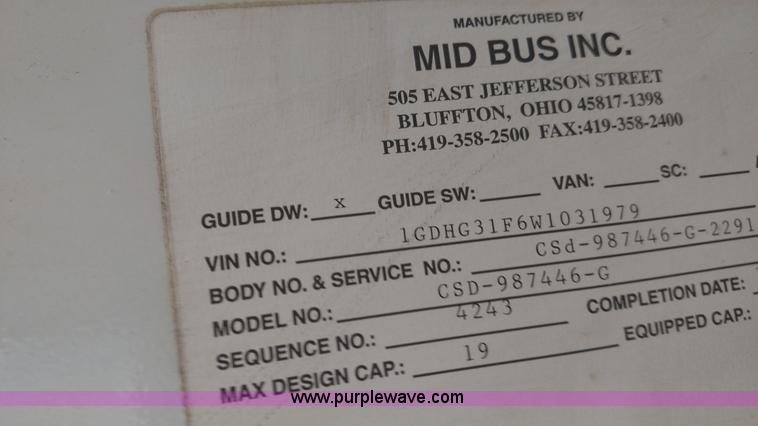 MANUFACTURED BY
MID BUS INC.
505 EAST JEFFERSON STREET
BLUFFTON, OHIO 45817-1398
PH:419-358-2500 FAX:419-358-2400
GUIDE DW: x GUIDE SW: VAN: SC:
VIN NO.: 1GDHG31F6W1031979
BODY NO. & SERVICE NO.: CSd-987446-G-2291
MODEL NO.: CSD-987446-G
SEQUENCE NO.: 4243 COMPLETION DATE:
MAX DESIGN CAP.: 19 EQUIPPED CAP.:
www.purplewave.com